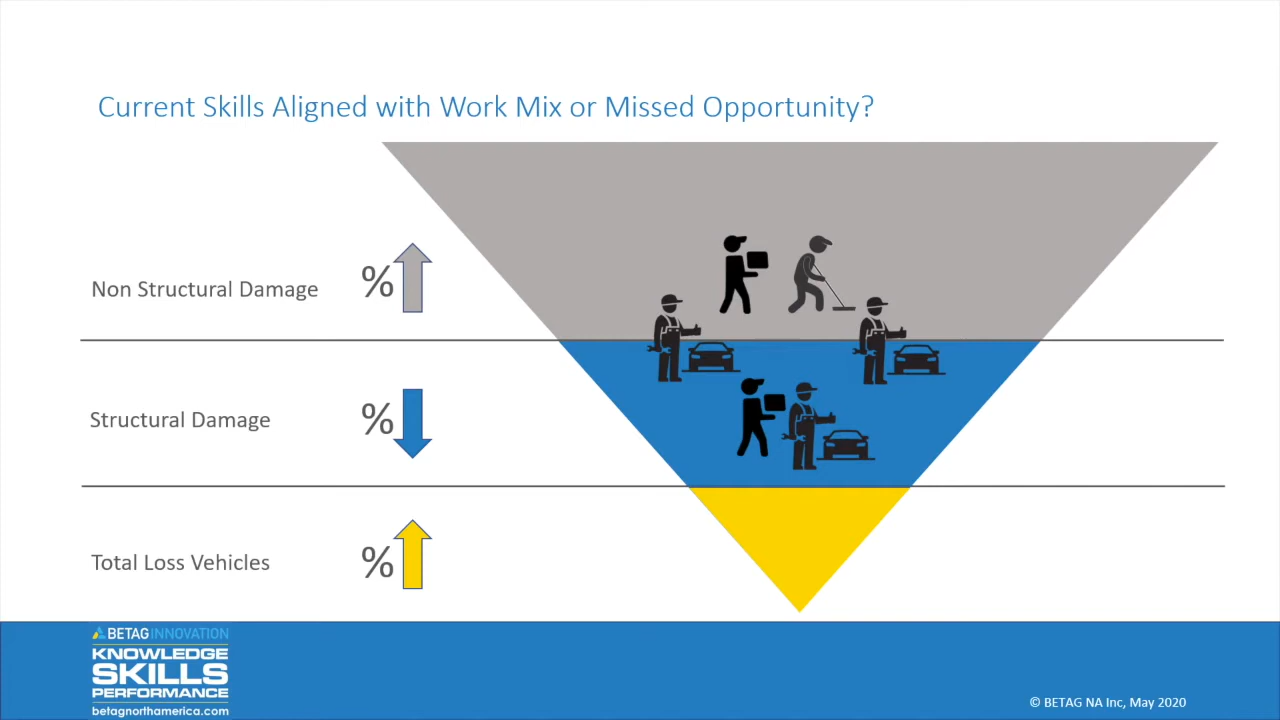 Current Skills Aligned with Work Mix or Missed Opportunity?
Non Structural Damage %
Structural Damage %
Total Loss Vehicles %
BETAG INNOVATION
KNOWLEDGE
SKILLS
PERFORMANCE
betagnorthamerica.com
© BETAG NA Inc, May 2020